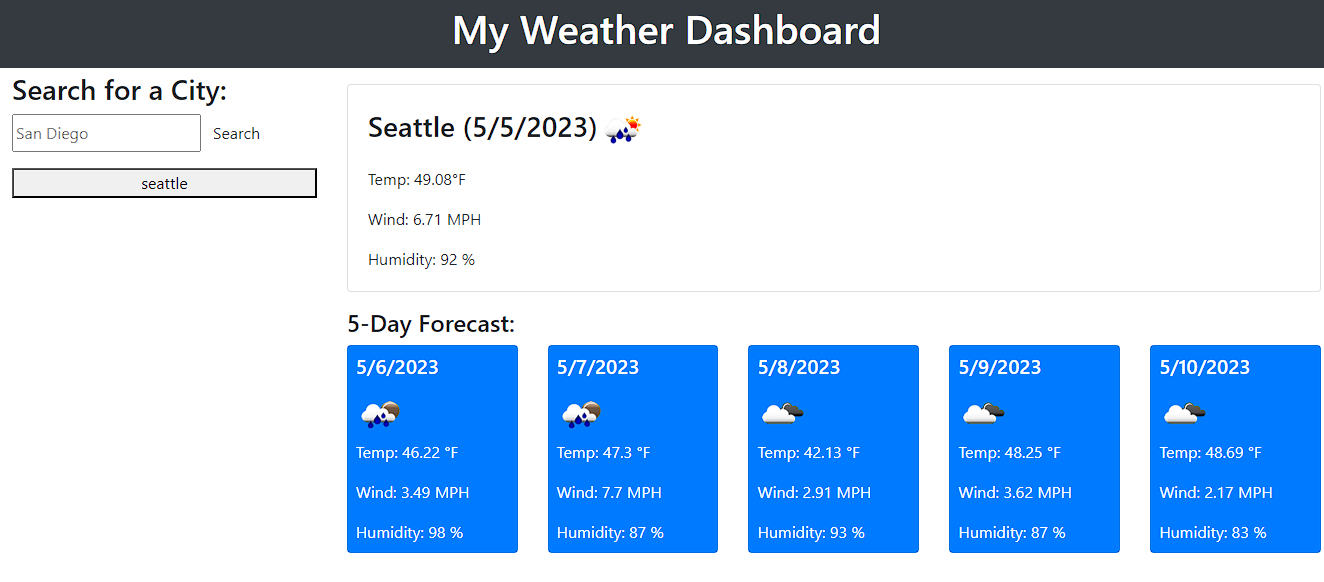 My Weather Dashboard
Search for a City:
San Diego
Search
seattle
Seattle (5/5/2023)
Temp: 49.08°F
Wind: 6.71 MPH
Humidity: 92 %
5-Day Forecast:
5/6/2023
Temp: 46.22 °F
Wind: 3.49 MPH
Humidity: 98 %
5/7/2023
Temp: 47.3 °F
Wind: 7.7 MPH
Humidity: 87 %
5/8/2023
Temp: 42.13 °F
Wind: 2.91 MPH
Humidity: 93 %
5/9/2023
Temp: 48.25 °F
Wind: 3.62 MPH
Humidity: 87 %
5/10/2023
Temp: 48.69 °F
Wind: 2.17 MPH
Humidity: 83 %